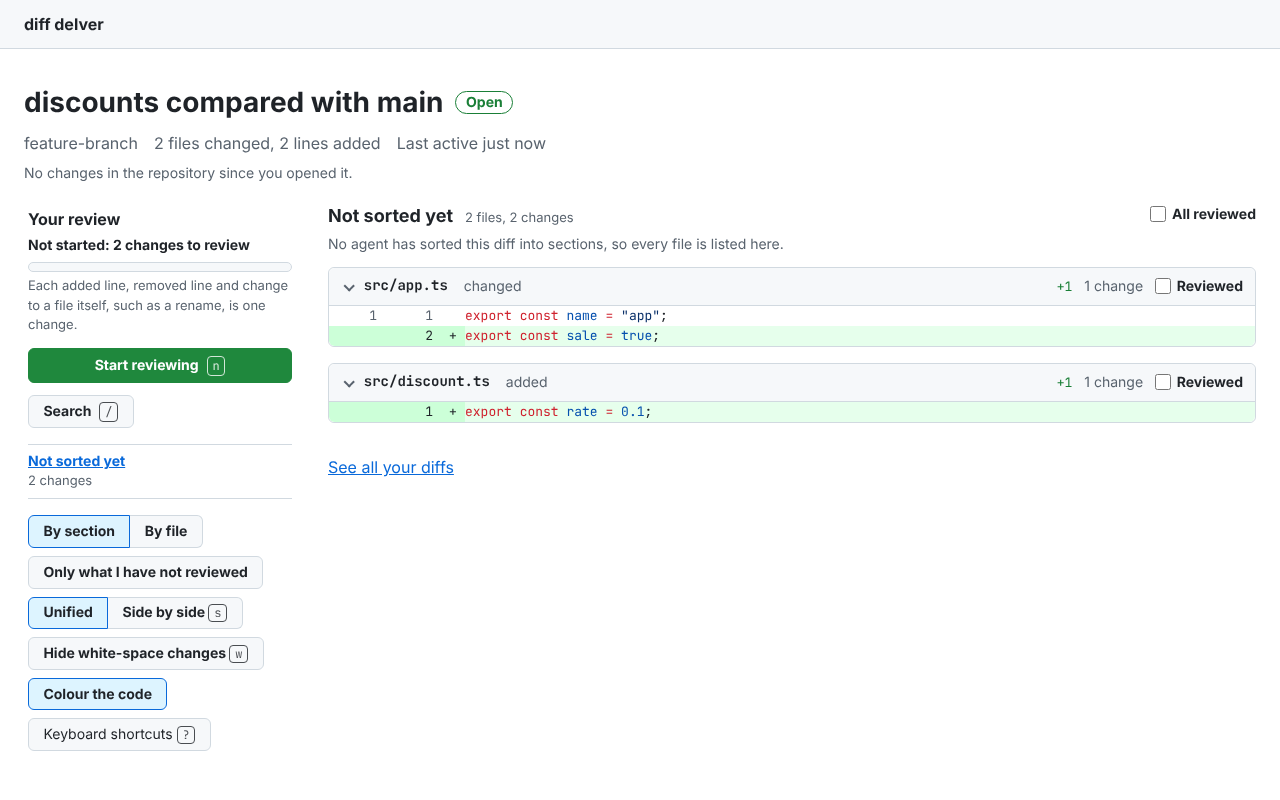 diff delver
discounts compared with main Open
feature-branch 2 files changed, 2 lines added Last active just now
No changes in the repository since you opened it.
Your review
Not started: 2 changes to review
Each added line, removed line and change
to a file itself, such as a rename, is one
change.
Start reviewing n
Search /
Not sorted yet
2 changes
By section By file
Only what I have not reviewed
Unified Side by side s
Hide white-space changes w
Colour the code
Keyboard shortcuts ?
Not sorted yet 2 files, 2 changes All reviewed
No agent has sorted this diff into sections, so every file is listed here.
src/app.ts changed +1 1 change Reviewed
1 1 export const name = "app";
2 + export const sale = true;
src/discount.ts added +1 1 change Reviewed
1 + export const rate = 0.1;
See all your diffs